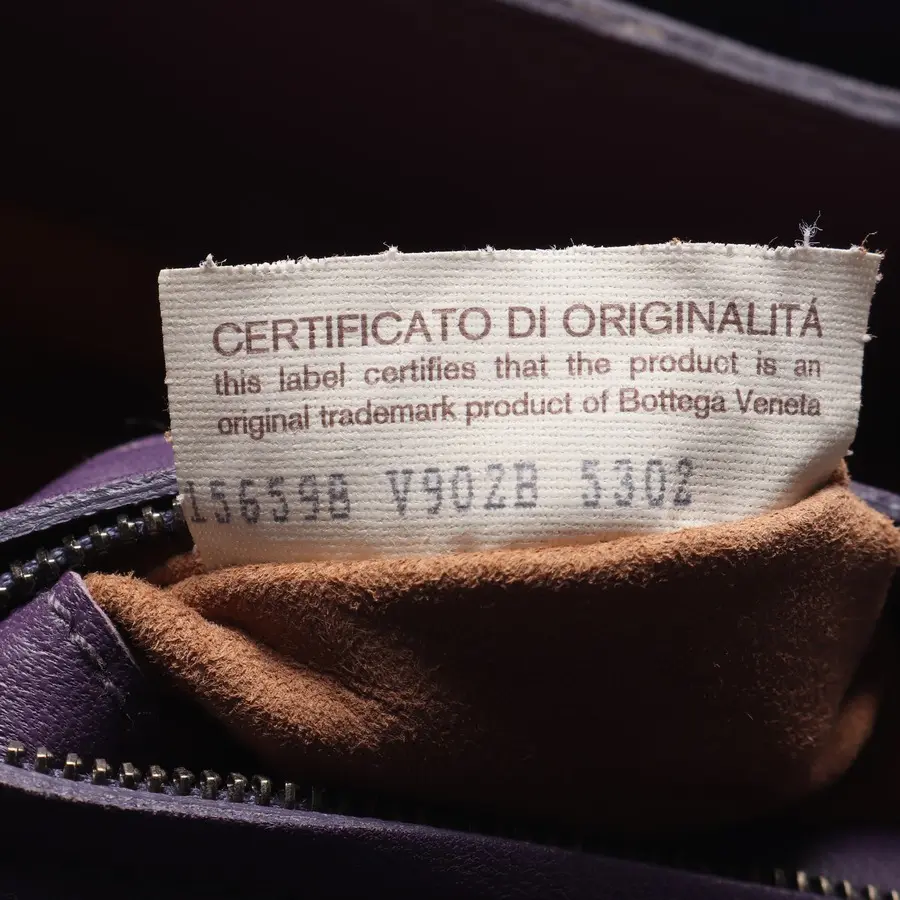 CERTIFICATO DI ORIGINALITÁ
this label certifies that the product is an
original trademark product of Bottega Veneta
156598 V902B 5302